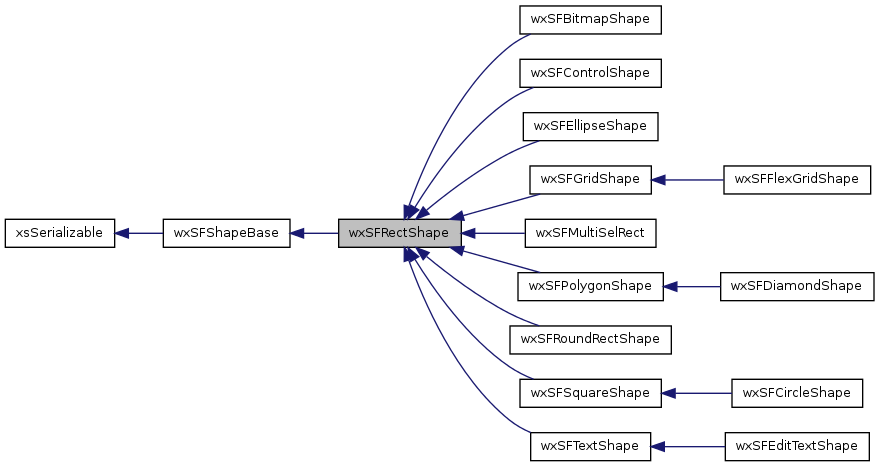 wxSFBitmapShape
wxSFControlShape
wxSFEllipseShape
wxSFGridShape
wxSFFlexGridShape
xsSerializable
wxSFShapeBase
wxSFRectShape
wxSFMultiSelRect
wxSFPolygonShape
wxSFDiamondShape
wxSFRoundRectShape
wxSFSquareShape
wxSFCircleShape
wxSFTextShape
wxSFEditTextShape